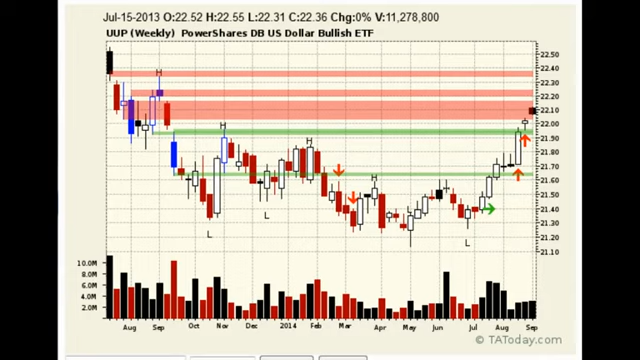 Jul-15-2013 O:22.52 H:22.55 L:22.31 C:22.36 Chg:0% V:11,278,800
UUP (Weekly) PowerShares DB US Dollar Bullish ETF
22.50
22.40
22.30
22.20
22.10
22.00
21.90
21.80
21.70
21.60
21.50
21.40
21.30
21.20
21.10
H
H
H
H
L
L
L
L
10.0M
8.0M
6.0M
4.0M
2.0M
Aug Sep Oct Nov Dec 2014 Feb Mar Apr May Jun Jul Aug Sep
© TAToday.com